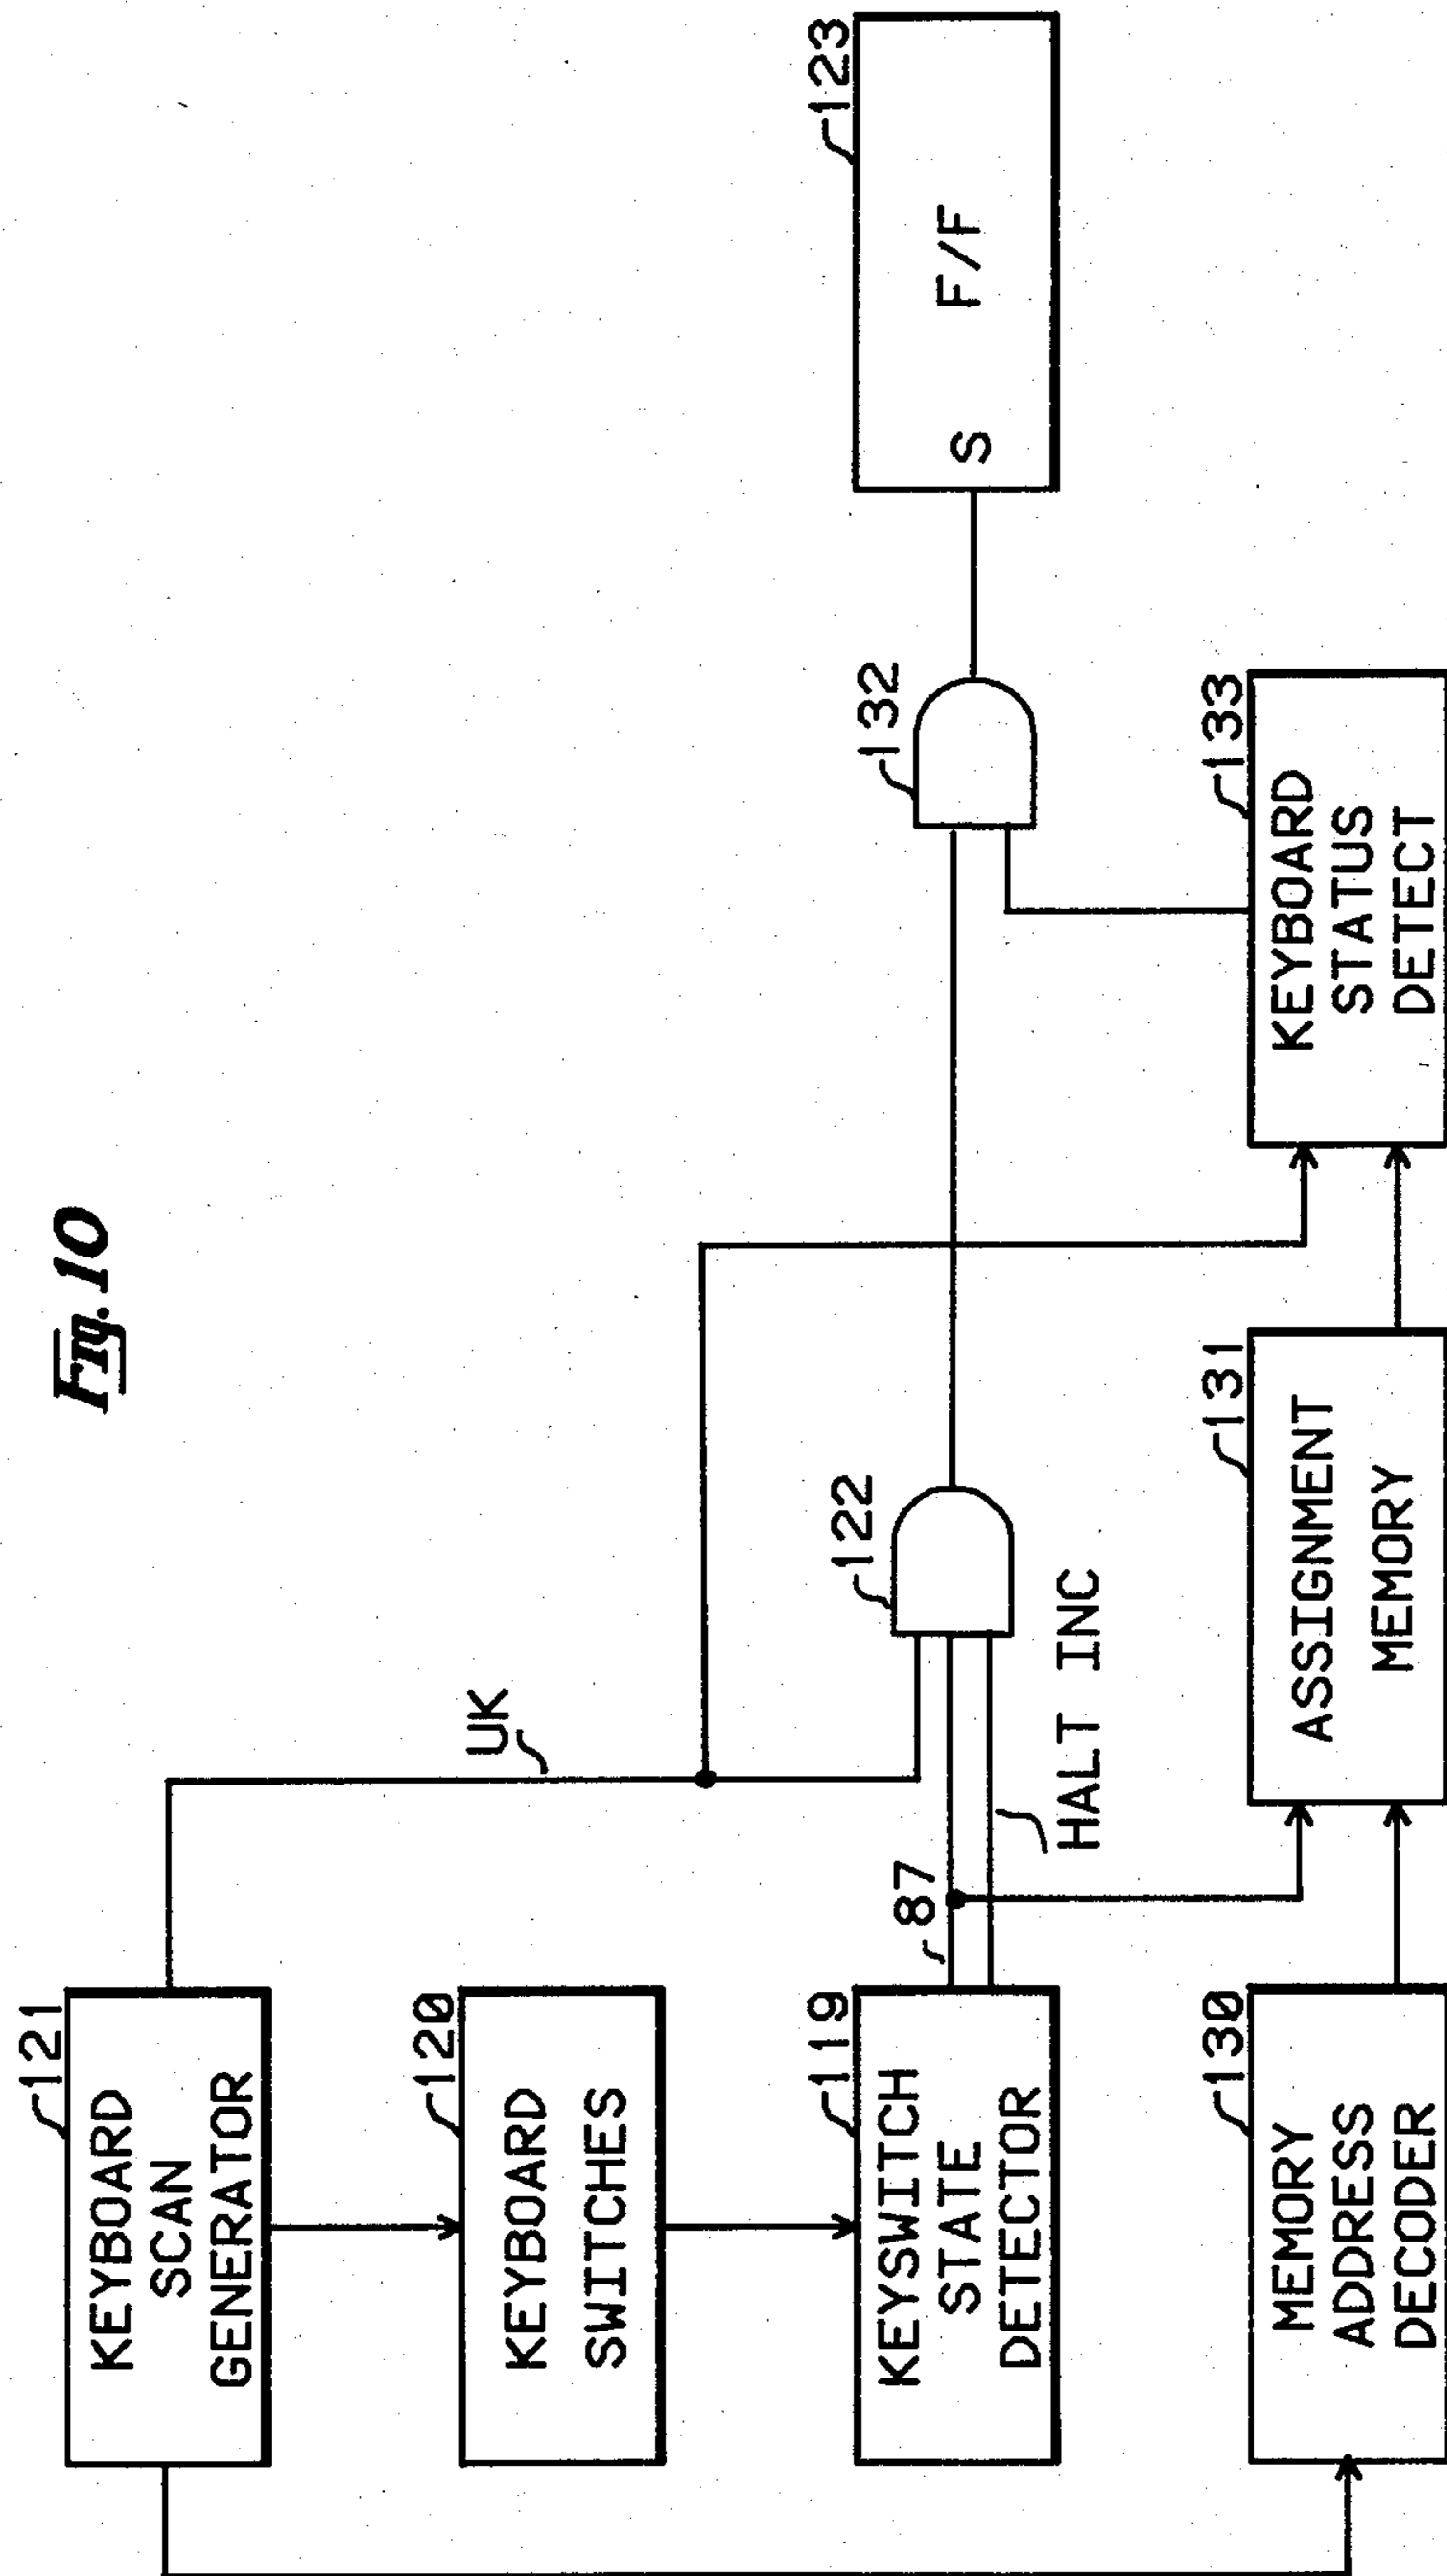 Fig. 10
121
KEYBOARD
SCAN
GENERATOR
UK
120
KEYBOARD
SWITCHES
119
KEYSWITCH
STATE
DETECTOR
87
HALT INC
122
132
123
S
F/F
130
MEMORY
ADDRESS
DECODER
131
ASSIGNMENT
MEMORY
133
KEYBOARD
STATUS
DETECT